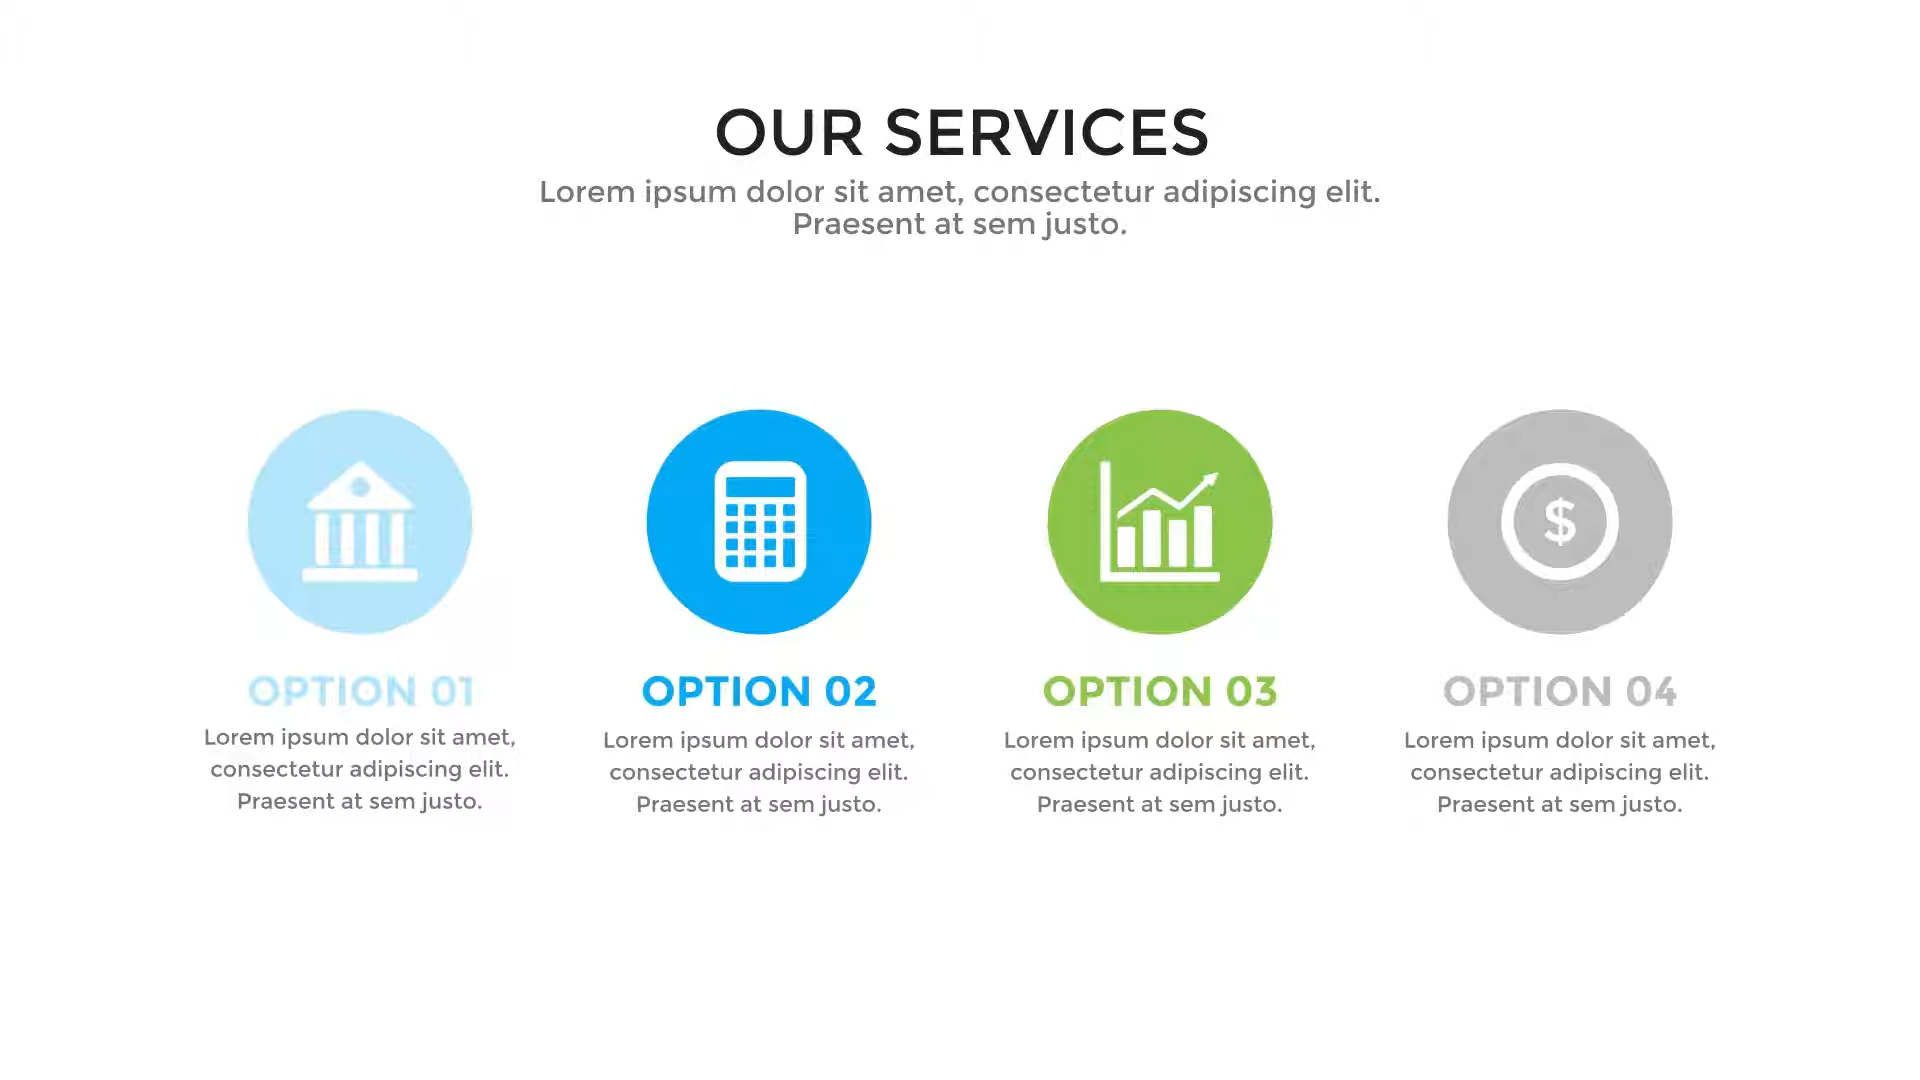 OUR SERVICES
Lorem ipsum dolor sit amet, consectetur adipiscing elit.
Praesent at sem justo.
$
OPTION 01
Lorem ipsum dolor sit amet,
consectetur adipiscing elit.
Praesent at sem justo.
OPTION 02
Lorem ipsum dolor sit amet,
consectetur adipiscing elit.
Praesent at sem justo.
OPTION 03
Lorem ipsum dolor sit amet,
consectetur adipiscing elit.
Praesent at sem justo.
OPTION 04
Lorem ipsum dolor sit amet,
consectetur adipiscing elit.
Praesent at sem justo.